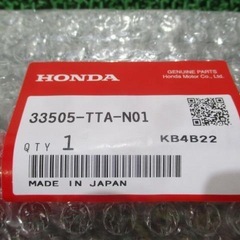 HONDA
GENUINE PARTS
Honda Motor Co., Ltd.
33505-TTA-N01
QTY 1
KB4B22
MADE IN JAPAN